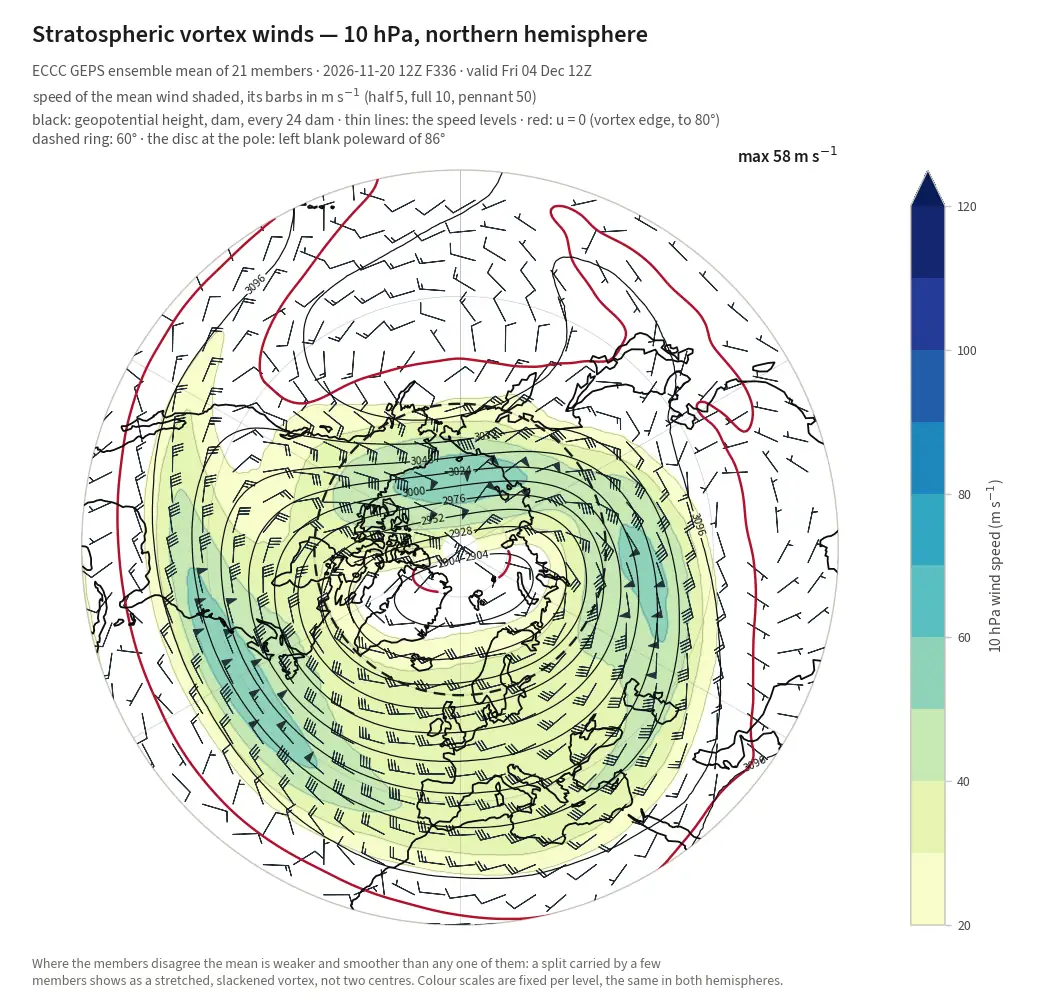 Stratospheric vortex winds — 10 hPa, northern hemisphere
ECCC GEPS ensemble mean of 21 members · 2026-11-20 12Z F336 · valid Fri 04 Dec 12Z
speed of the mean wind shaded, its barbs in m s−1 (half 5, full 10, pennant 50)
black: geopotential height, dam, every 24 dam · thin lines: the speed levels · red: u = 0 (vortex edge, to 80°)
dashed ring: 60° · the disc at the pole: left blank poleward of 86°
max 58 m s−1
120
100
80
60
40
20
10 hPa wind speed (m s−1)
3096
3048
3024
3000
2976
2952
2928
2904
3096
3096
Where the members disagree the mean is weaker and smoother than any one of them: a split carried by a few
members shows as a stretched, slackened vortex, not two centres. Colour scales are fixed per level, the same in both hemispheres.